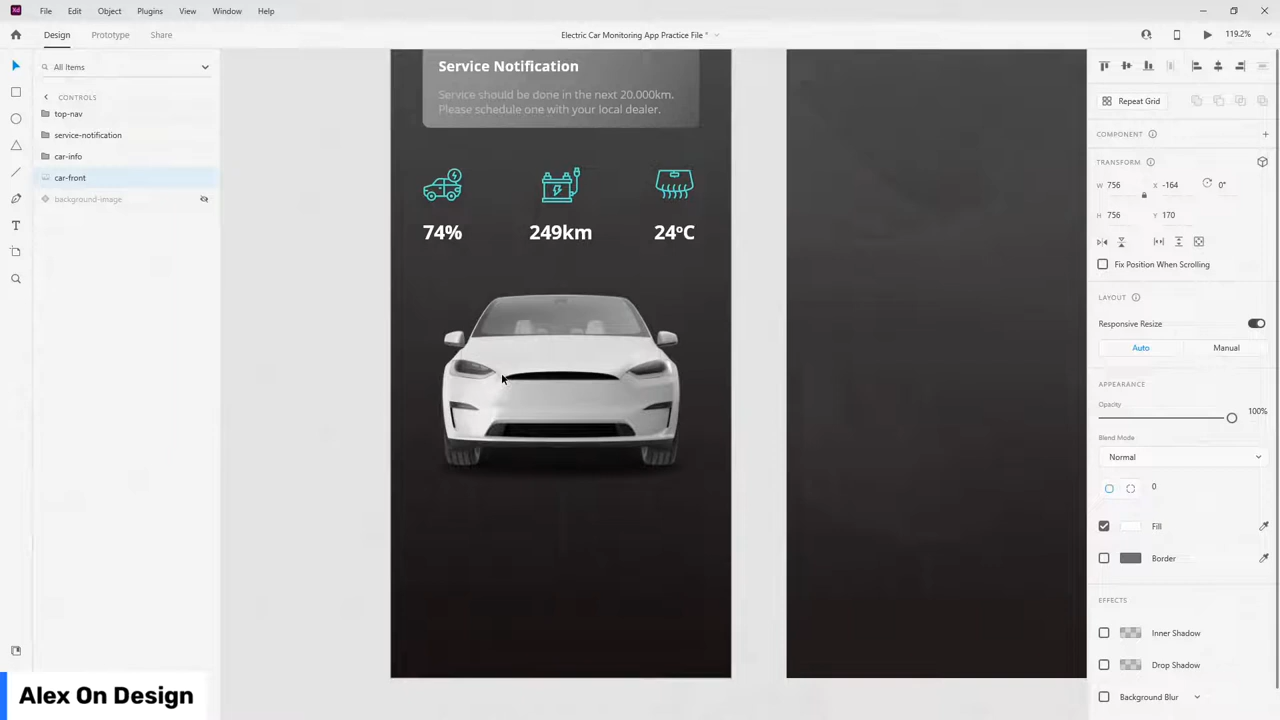 File Edit Object Plugins View Window Help
Design Prototype Share
Electric Car Monitoring App Practice File *
119.2%
All Items
CONTROLS
top-nav
service-notification
car-info
car-front
background-image
Service Notification
Service should be done in the next 20.000km.
Please schedule one with your local dealer.
74% 249km 24ºC
Repeat Grid
COMPONENT
TRANSFORM
W 756 X -164 0°
H 756 Y 170
Fix Position When Scrolling
LAYOUT
Responsive Resize
Auto Manual
APPEARANCE
Opacity
100%
Blend Mode
Normal
0
Fill
Border
EFFECTS
Inner Shadow
Drop Shadow
Background Blur
Alex On Design